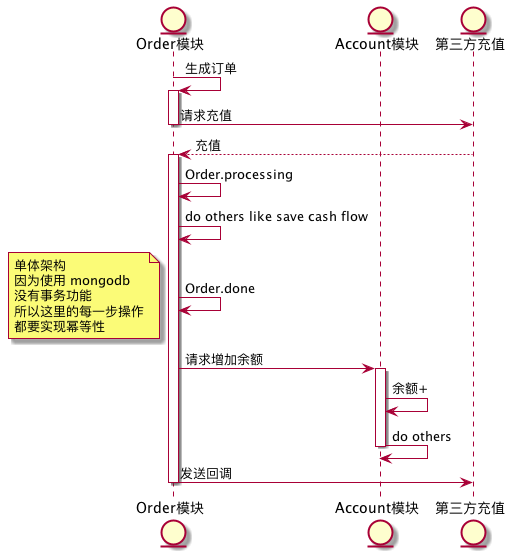 Order模块
Account模块
第三方充值
生成订单
请求充值
充值
Order.processing
do others like save cash flow
单体架构
因为使用 mongodb
没有事务功能
所以这里的每一步操作
都要实现幂等性
Order.done
请求增加余额
余额+
do others
发送回调
Order模块
Account模块
第三方充值